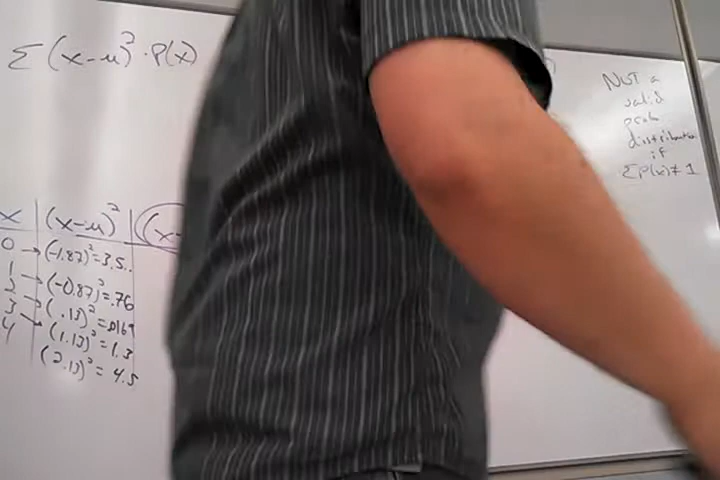 Σ(x-μ)²·P(x)
x | (x-μ)² | ((x-
0 → (-1.87)² = 3.5..
1 → (-0.87)² = .76
2 → (.13)² = .0169
3 → (1.13)² = 1.3
4 (2.13)² = 4.5
NOT a
valid
prob
distribution
if
ΣP(x)≠1